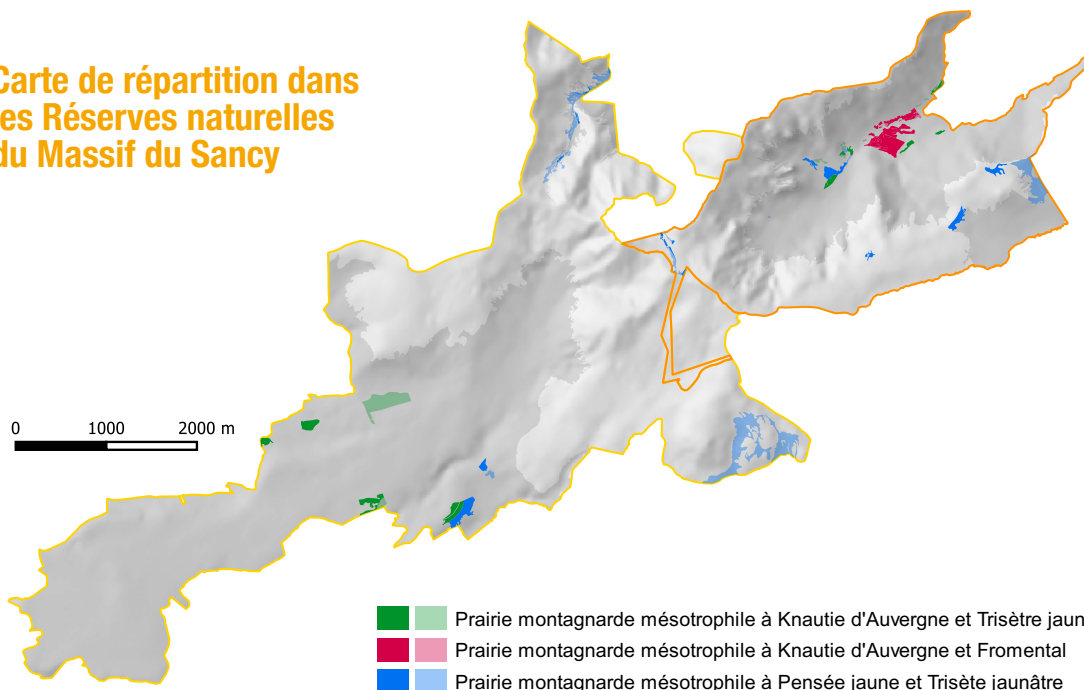 Carte de répartition dans
les Réserves naturelles
du Massif du Sancy
0 1000 2000 m
Prairie montagnarde mésotrophile à Knautie d'Auvergne et Trisètre jaun
Prairie montagnarde mésotrophile à Knautie d'Auvergne et Fromental
Prairie montagnarde mésotrophile à Pensée jaune et Trisète jaunâtre